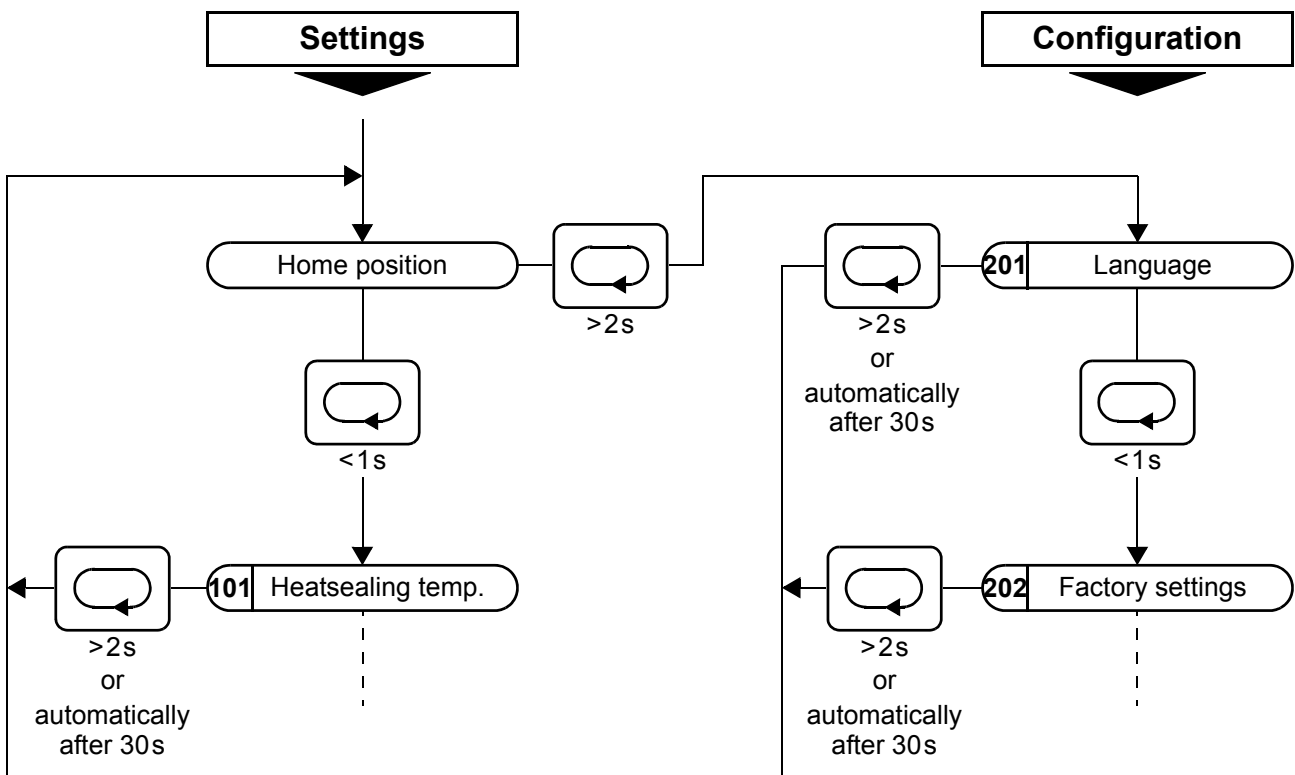 Settings
Configuration
Home position
>2s
>2s
or
automatically
after 30s
201 Language
<1s
<1s
>2s
or
automatically
after 30s
101 Heatsealing temp.
>2s
or
automatically
after 30s
202 Factory settings